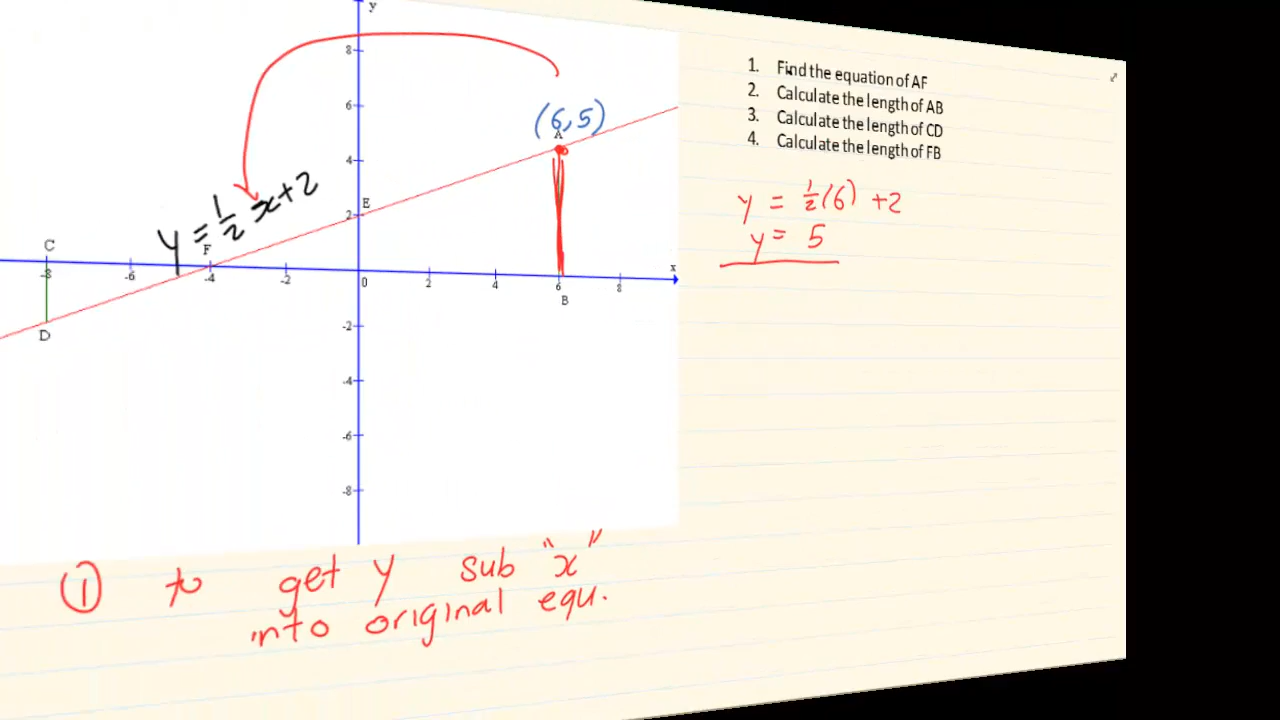 y
8
6
4
2
(6,5)
A
E
y = 1/2 x + 2
F
C
-8
-6
-4
-2
0
2
4
6
8
x
B
D
-2
-4
-6
-8
1. Find the equation of AF
2. Calculate the length of AB
3. Calculate the length of CD
4. Calculate the length of FB
y = 1/2 (6) + 2
y = 5
① to get y sub "x"
into original equ.